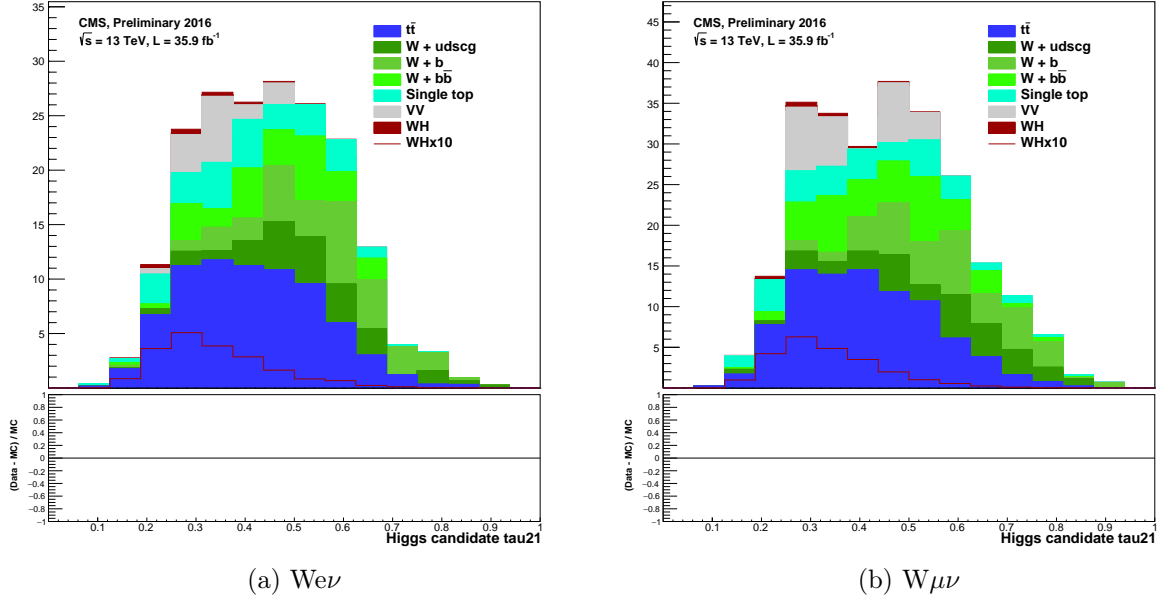 CMS, Preliminary 2016
√s = 13 TeV, L = 35.9 fb⁻¹
tt̄
W + udscg
W + b
W + bb̄
Single top
VV
WH
WHx10
35
30
25
20
15
10
5
(Data - MC) / MC
1
0.8
0.6
0.4
0.2
0
−0.2
−0.4
−0.6
−0.8
−1
0.1 0.2 0.3 0.4 0.5 0.6 0.7 0.8 0.9 1
Higgs candidate tau21
(a) Weν
CMS, Preliminary 2016
√s = 13 TeV, L = 35.9 fb⁻¹
tt̄
W + udscg
W + b
W + bb̄
Single top
VV
WH
WHx10
45
40
35
30
25
20
15
10
5
(Data - MC) / MC
1
0.8
0.6
0.4
0.2
0
−0.2
−0.4
−0.6
−0.8
−1
0.1 0.2 0.3 0.4 0.5 0.6 0.7 0.8 0.9 1
Higgs candidate tau21
(b) Wμν